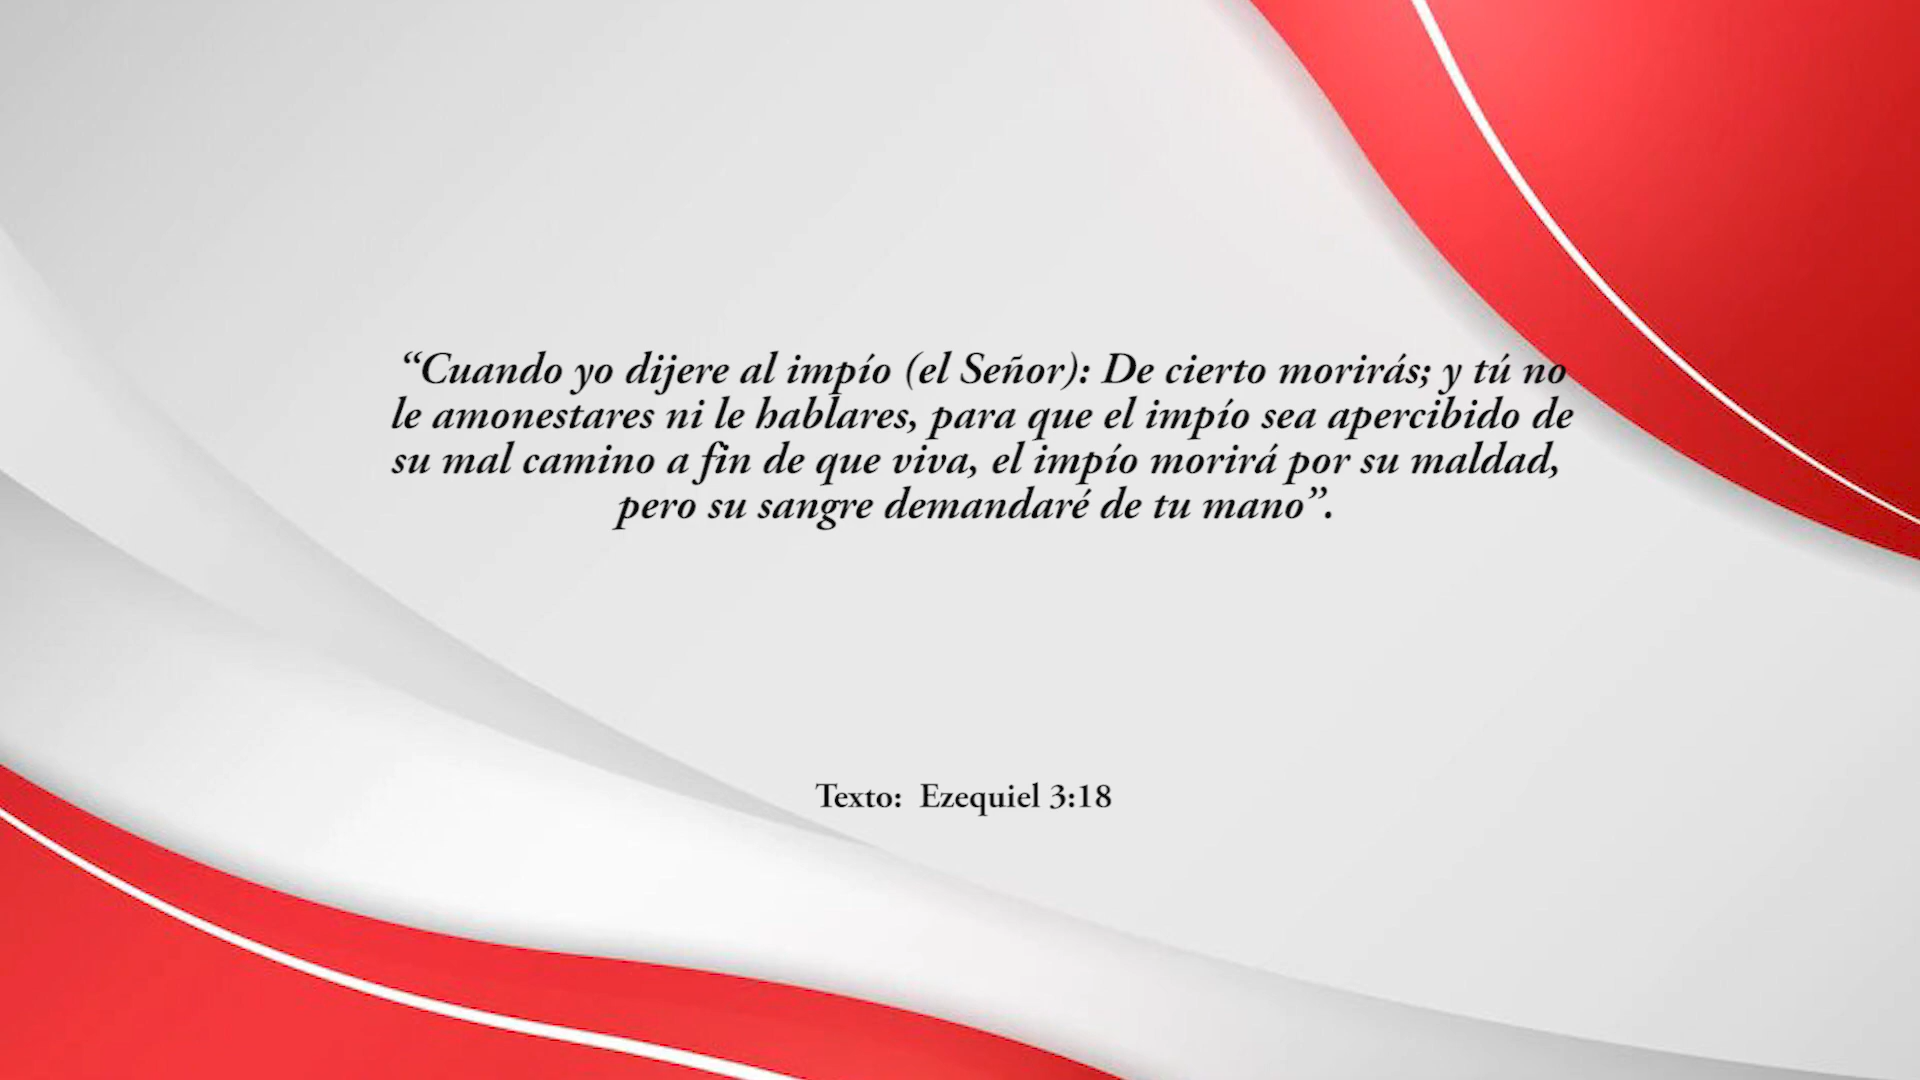 “Cuando yo dijere al impío (el Señor): De cierto morirás; y tú no
le amonestares ni le hablares, para que el impío sea apercibido de
su mal camino a fin de que viva, el impío morirá por su maldad,
pero su sangre demandaré de tu mano”.
Texto:  Ezequiel 3:18